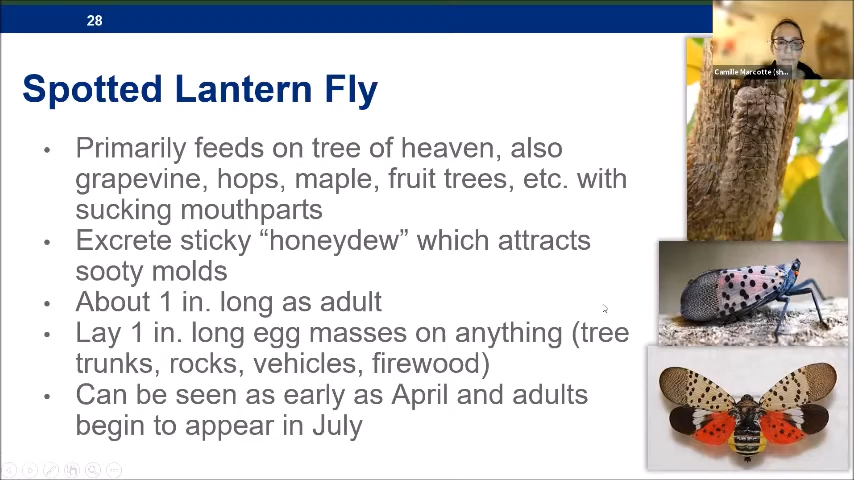 28
Camille Marcotte (sh...
Spotted Lantern Fly
• Primarily feeds on tree of heaven, also
grapevine, hops, maple, fruit trees, etc. with
sucking mouthparts
• Excrete sticky “honeydew” which attracts
sooty molds
• About 1 in. long as adult
• Lay 1 in. long egg masses on anything (tree
trunks, rocks, vehicles, firewood)
• Can be seen as early as April and adults
begin to appear in July